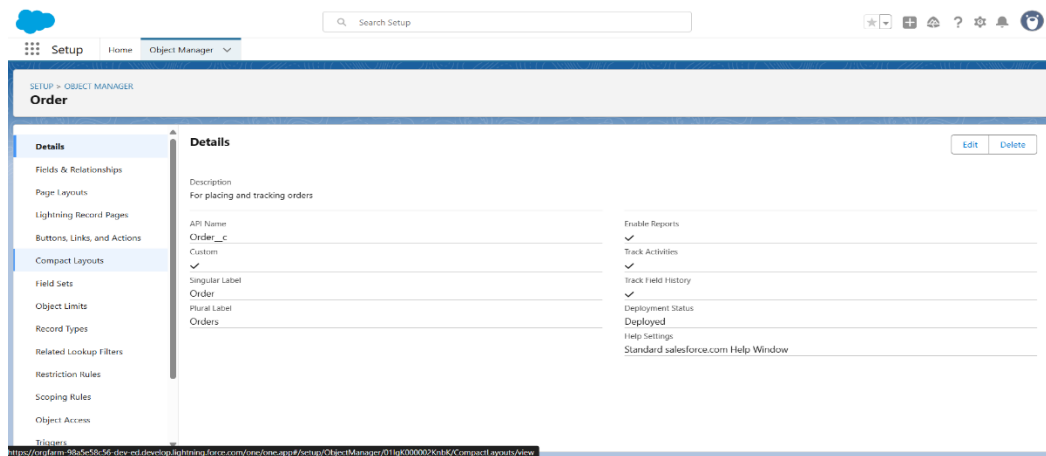 Search Setup
Setup
Home
Object Manager
SETUP > OBJECT MANAGER
Order
Details
Fields & Relationships
Page Layouts
Lightning Record Pages
Buttons, Links, and Actions
Compact Layouts
Field Sets
Object Limits
Record Types
Related Lookup Filters
Restriction Rules
Scoping Rules
Object Access
Triggers
Details
Edit
Delete
Description
For placing and tracking orders
API Name
Order__c
Custom
Singular Label
Order
Plural Label
Orders
Enable Reports
Track Activities
Track Field History
Deployment Status
Deployed
Help Settings
Standard salesforce.com Help Window
https://orgfarm-98a5e58c56-dev-ed.develop.lightning.force.com/one/one.app#/setup/ObjectManager/01IgK000002KnbK/CompactLayouts/view